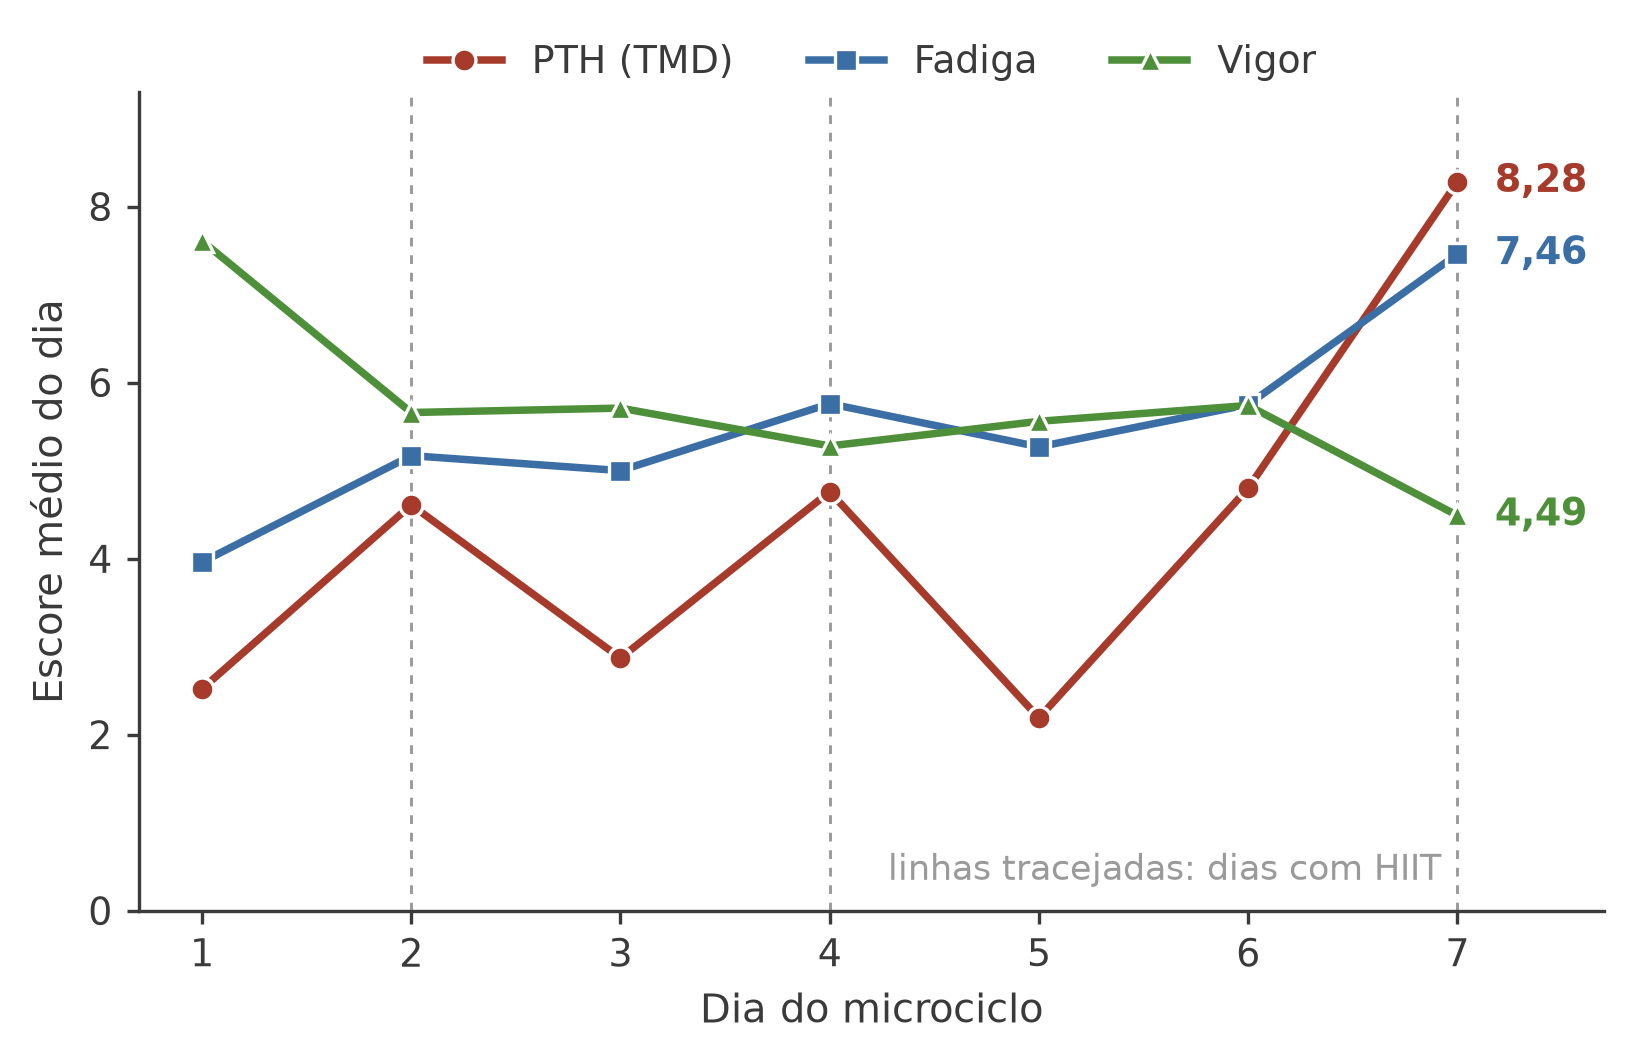 PTH (TMD) Fadiga Vigor
Escore médio do dia
8
6
4
2
0
8,28
7,46
4,49
linhas tracejadas: dias com HIIT
1 2 3 4 5 6 7
Dia do microciclo